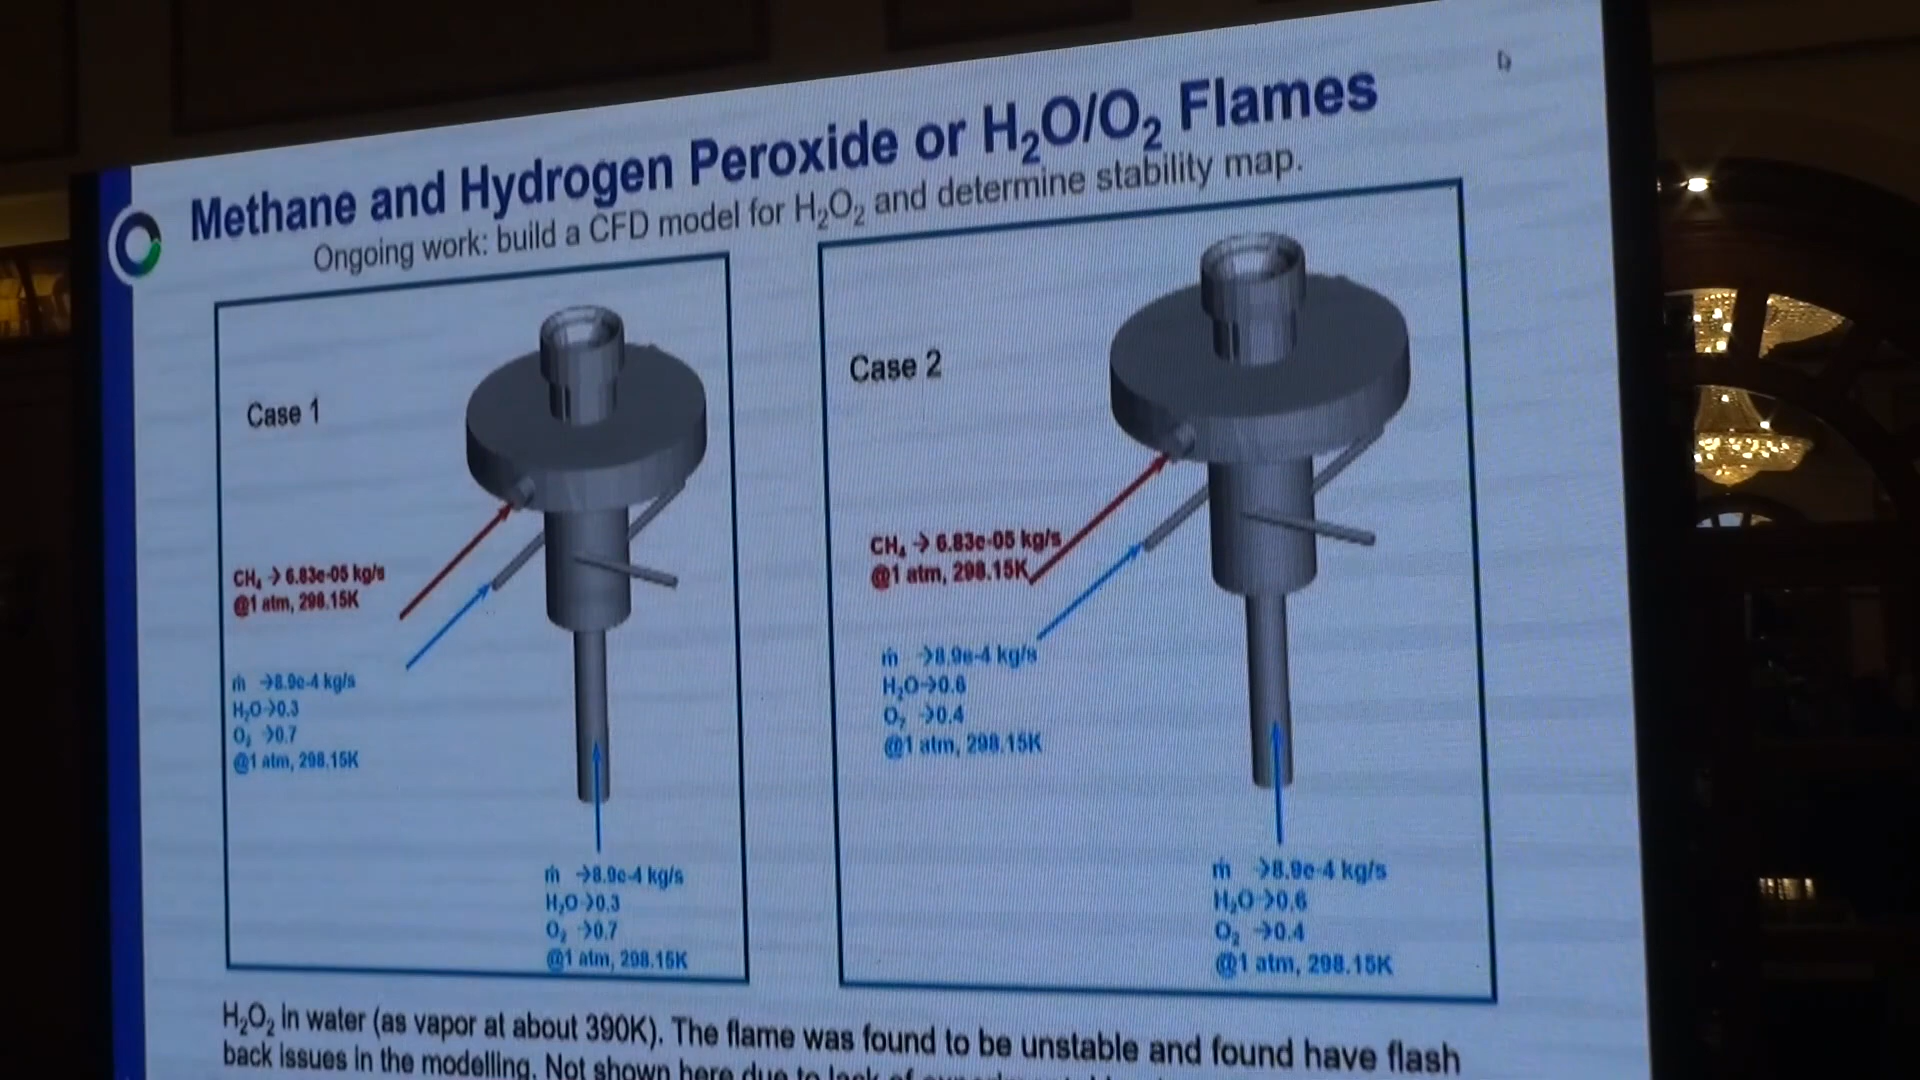 Methane and Hydrogen Peroxide or H₂O/O₂ Flames
Ongoing work: build a CFD model for H₂O₂ and determine stability map.
Case 1
CH₄ → 6.83e-05 kg/s
@1 atm, 298.15K
ṁ →8.9e-4 kg/s
H₂O→0.3
O₂ →0.7
@1 atm, 298.15K
ṁ →8.9e-4 kg/s
H₂O→0.3
O₂ →0.7
@1 atm, 298.15K
Case 2
CH₄ → 6.83e-05 kg/s
@1 atm, 298.15K
ṁ →8.9e-4 kg/s
H₂O→0.6
O₂ →0.4
@1 atm, 298.15K
ṁ →8.9e-4 kg/s
H₂O→0.6
O₂ →0.4
@1 atm, 298.15K
H₂O₂ in water (as vapor at about 390K). The flame was found to be unstable and found have flash
back issues in the modelling. Not shown here due to lack of